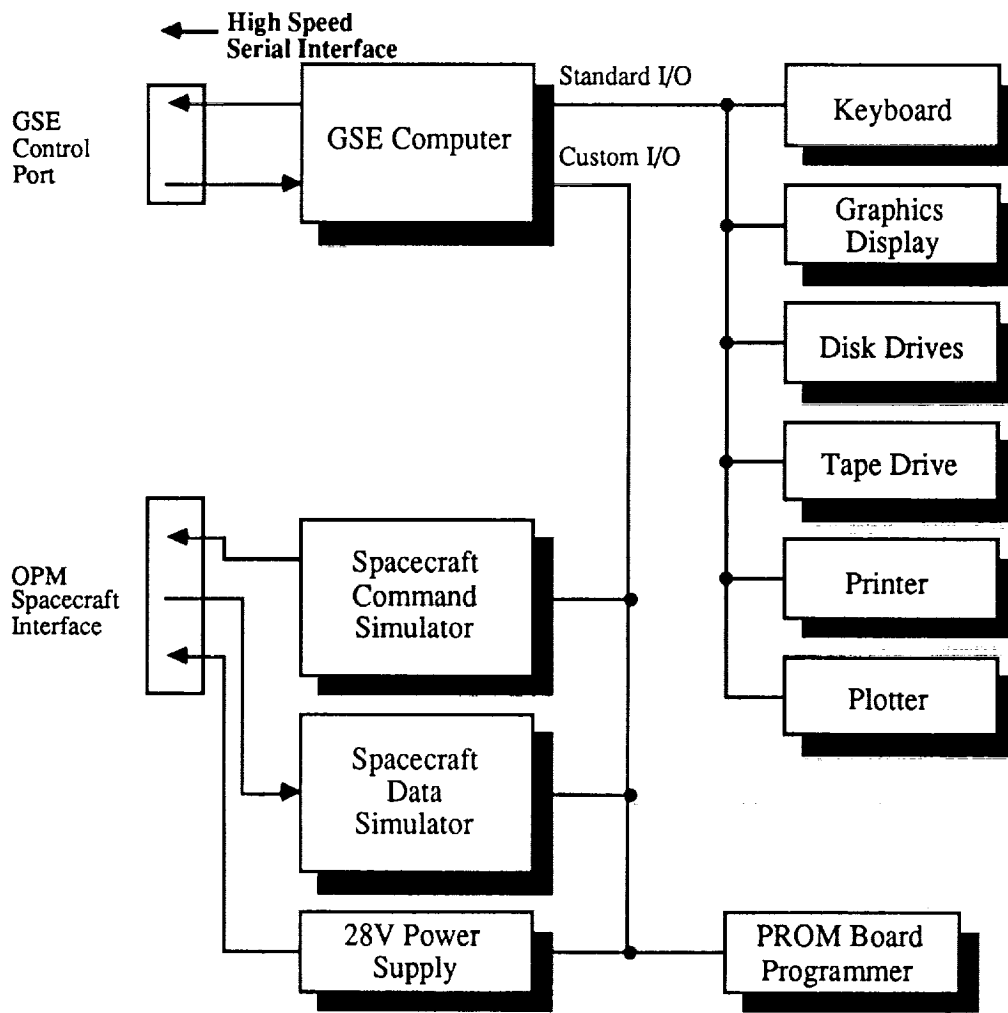 High Speed
Serial Interface
GSE
Control
Port
GSE Computer
Standard I/O
Custom I/O
Keyboard
Graphics
Display
Disk Drives
Tape Drive
Printer
Plotter
OPM
Spacecraft
Interface
Spacecraft
Command
Simulator
Spacecraft
Data
Simulator
28V Power
Supply
PROM Board
Programmer